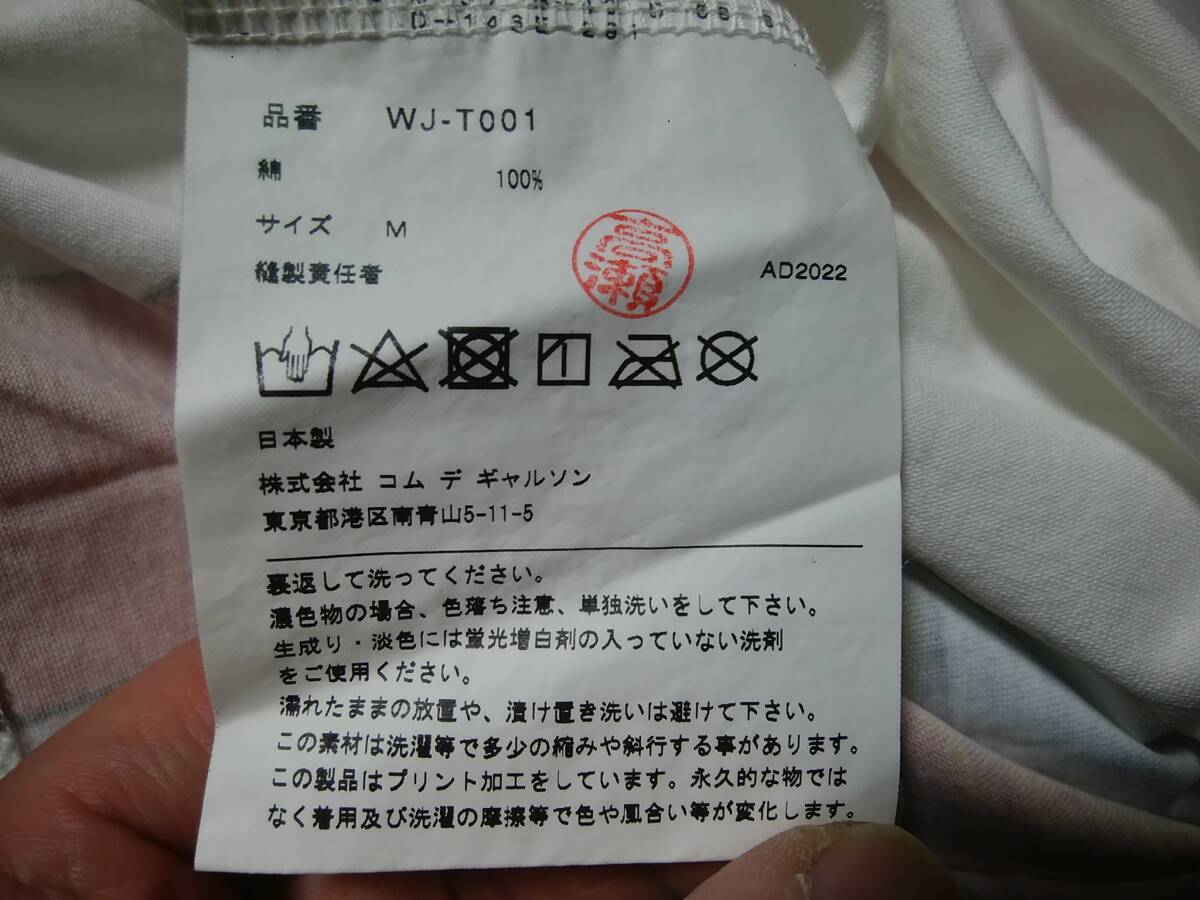 品番 WJ-T001
綿 100%
サイズ M
縫製責任者 高瀬 AD2022
日本製
株式会社 コム デ ギャルソン
東京都港区南青山5-11-5
裏返して洗ってください。
濃色物の場合、色落ち注意、単独洗いをして下さい。
生成り・淡色には蛍光増白剤の入っていない洗剤
をご使用ください。
濡れたままの放置や、漬け置き洗いは避けて下さい。
この素材は洗濯等で多少の縮みや斜行する事があります。
この製品はプリント加工をしています。永久的な物では
なく着用及び洗濯の摩擦等で色や風合い等が変化します。